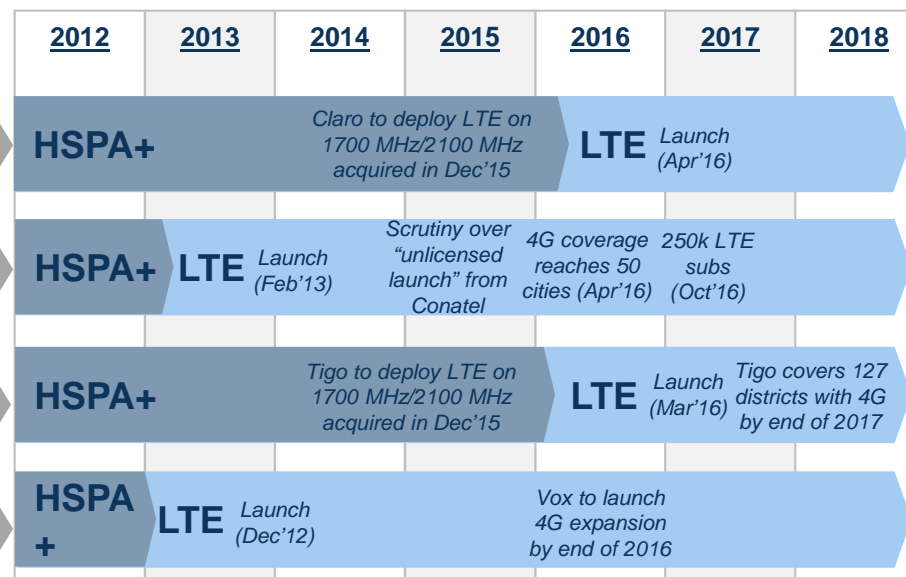 2012 2013 2014 2015 2016 2017 2018
HSPA+
Claro to deploy LTE on
1700 MHz/2100 MHz
acquired in Dec'15
LTE
Launch
(Apr'16)
HSPA+
LTE
Launch
(Feb'13)
Scrutiny over
“unlicensed
launch” from
Conatel
4G coverage
reaches 50
cities (Apr'16)
250k LTE
subs
(Oct'16)
HSPA+
Tigo to deploy LTE on
1700 MHz/2100 MHz
acquired in Dec'15
LTE
Launch
(Mar'16)
Tigo covers 127
districts with 4G
by end of 2017
HSPA
+
LTE
Launch
(Dec'12)
Vox to launch
4G expansion
by end of 2016